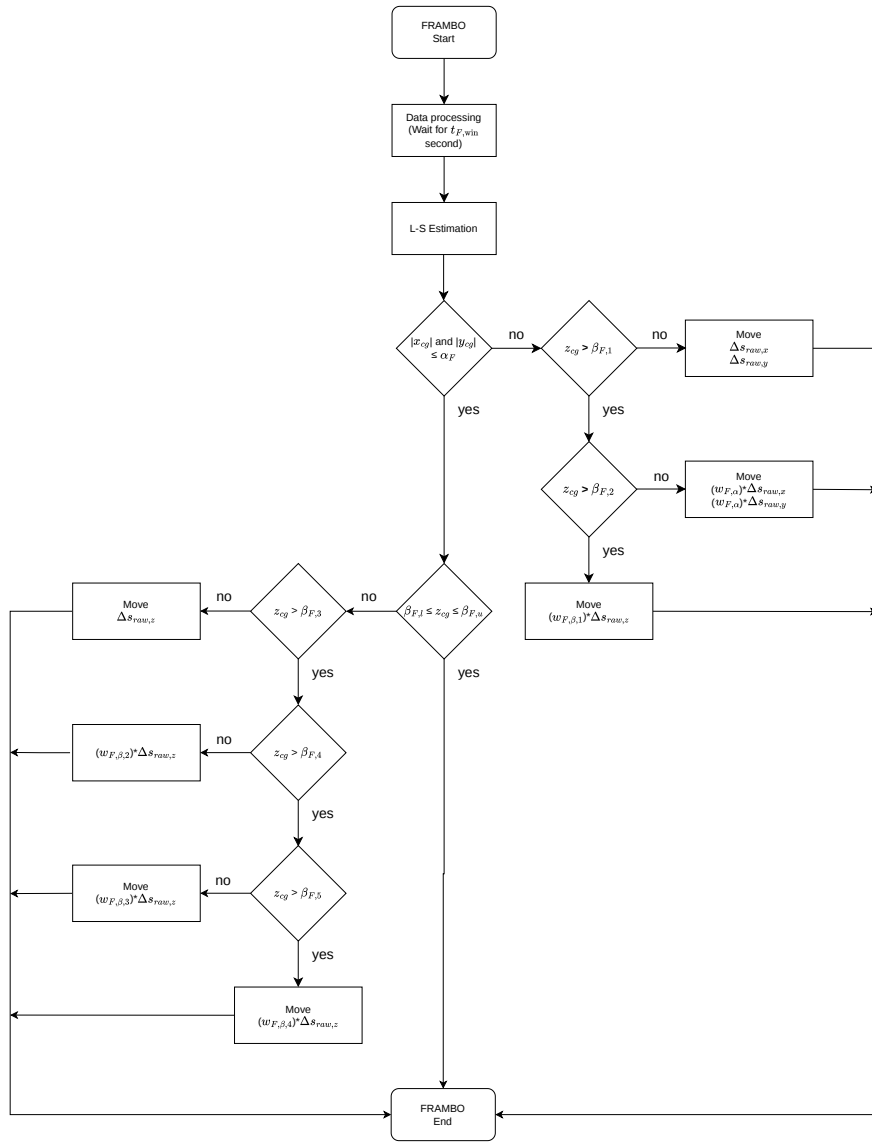 FRAMBO
Start
Data processing
(Wait for $t_{F,\mathrm{win}}$
second)
L-S Estimation
$|x_{cg}|$ and $|y_{cg}|$
$\leq \alpha_F$
no
$z_{cg} > \beta_{F,1}$
no
Move
$\Delta s_{raw,x}$
$\Delta s_{raw,y}$
yes
yes
$z_{cg} > \beta_{F,2}$
no
Move
$(w_{F,\alpha})$*$\Delta s_{raw,x}$
$(w_{F,\alpha})$*$\Delta s_{raw,y}$
yes
Move
$(w_{F,\beta,1})$*$\Delta s_{raw,z}$
$\beta_{F,l} \leq z_{cg} \leq \beta_{F,u}$
no
$z_{cg} > \beta_{F,3}$
no
Move
$\Delta s_{raw,z}$
yes
yes
$z_{cg} > \beta_{F,4}$
no
$(w_{F,\beta,2})$*$\Delta s_{raw,z}$
yes
$z_{cg} > \beta_{F,5}$
no
Move
$(w_{F,\beta,3})$*$\Delta s_{raw,z}$
yes
Move
$(w_{F,\beta,4})$*$\Delta s_{raw,z}$
FRAMBO
End